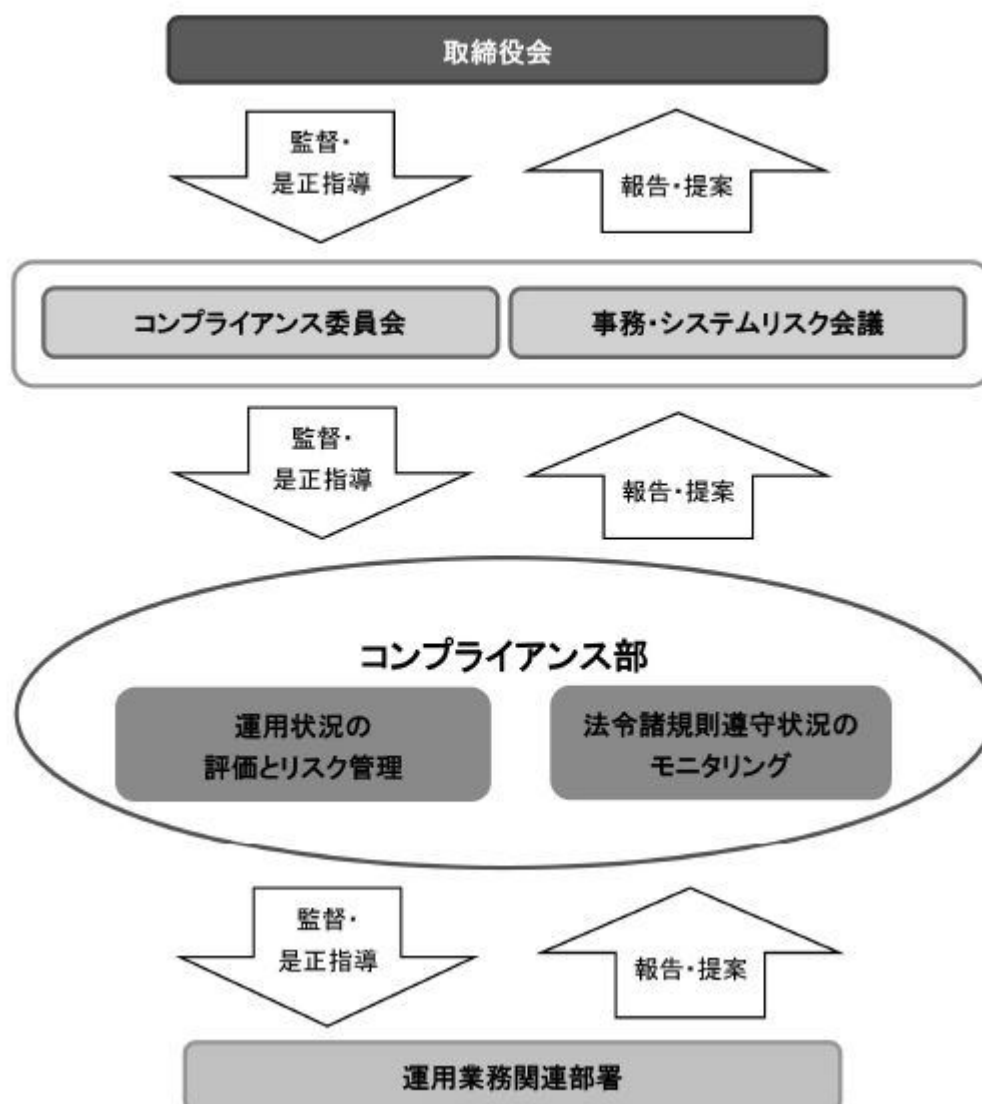 取締役会
監督・
是正指導
報告・提案
コンプライアンス委員会
事務・システムリスク会議
監督・
是正指導
報告・提案
コンプライアンス部
運用状況の
評価とリスク管理
法令諸規則遵守状況の
モニタリング
監督・
是正指導
報告・提案
運用業務関連部署